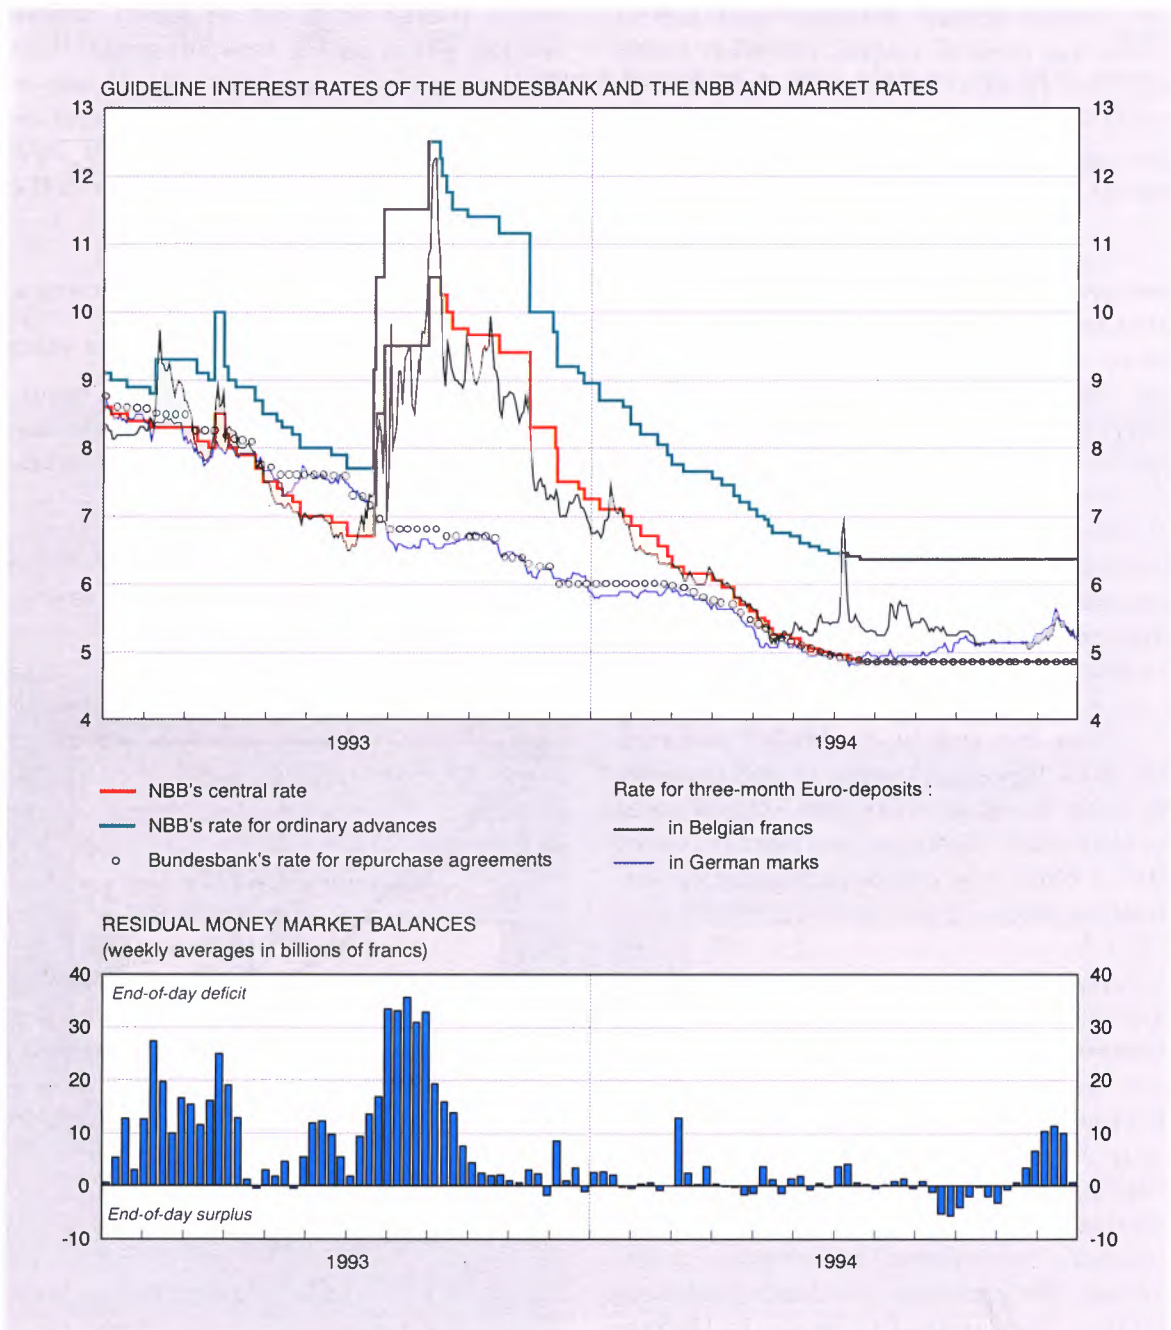 GUIDELINE INTEREST RATES OF THE BUNDESBANK AND THE NBB AND MARKET RATES
13 13
12 12
11 11
10 10
9 9
8 8
7 7
6 6
5 5
4 4
1993 1994
NBB's central rate
NBB's rate for ordinary advances
Bundesbank's rate for repurchase agreements
Rate for three-month Euro-deposits :
in Belgian francs
in German marks
RESIDUAL MONEY MARKET BALANCES
(weekly averages in billions of francs)
40 40
End-of-day deficit
30 30
20 20
10 10
0 0
End-of-day surplus
-10 -10
1993 1994